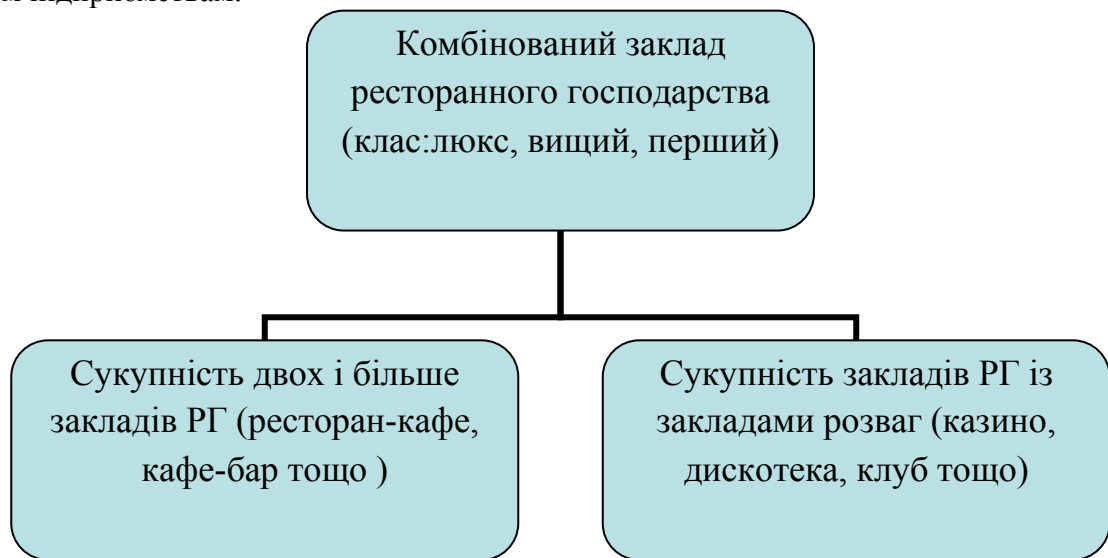 Комбінований заклад
ресторанного господарства
(клас:люкс, вищий, перший)
Сукупність двох і більше
закладів РГ (ресторан-кафе,
кафе-бар тощо )
Сукупність закладів РГ із
закладами розваг (казино,
дискотека, клуб тощо)